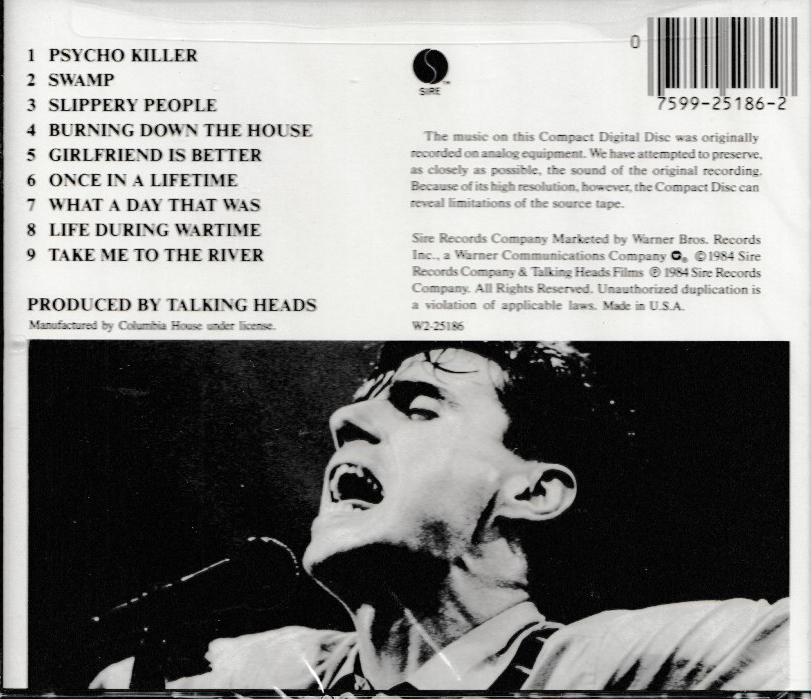 1 PSYCHO KILLER
2 SWAMP
3 SLIPPERY PEOPLE
4 BURNING DOWN THE HOUSE
5 GIRLFRIEND IS BETTER
6 ONCE IN A LIFETIME
7 WHAT A DAY THAT WAS
8 LIFE DURING WARTIME
9 TAKE ME TO THE RIVER
PRODUCED BY TALKING HEADS
Manufactured by Columbia House under license.
SIRE™
0
7599-25186-2
The music on this Compact Digital Disc was originally
recorded on analog equipment. We have attempted to preserve,
as closely as possible, the sound of the original recording.
Because of its high resolution, however, the Compact Disc can
reveal limitations of the source tape.
Sire Records Company Marketed by Warner Bros. Records
Inc., a Warner Communications Company ®. ©1984 Sire
Records Company & Talking Heads Films ℗ 1984 Sire Records
Company. All Rights Reserved. Unauthorized duplication is
a violation of applicable laws. Made in U.S.A.
W2-25186